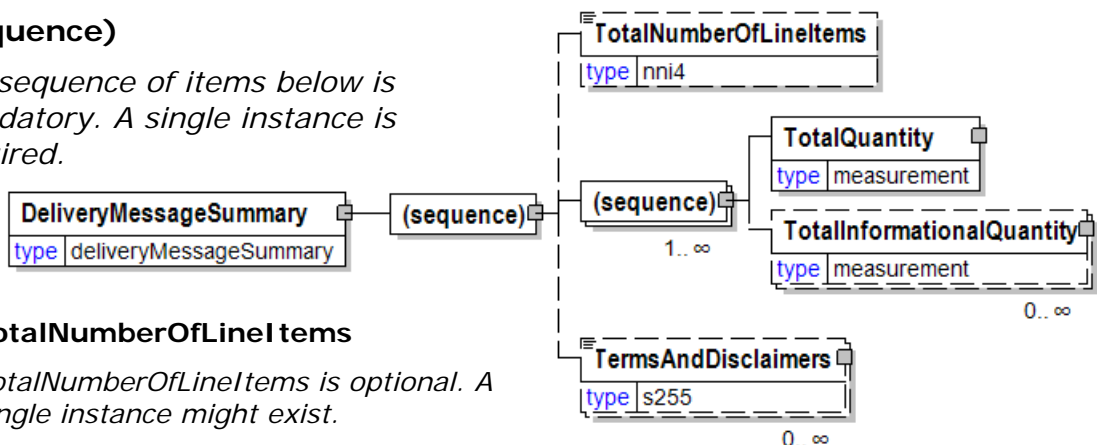 quence)
sequence of items below is
datory. A single instance is
ired.
DeliveryMessageSummary
type deliveryMessageSummary
(sequence)
TotalNumberOfLineItems
type nni4
(sequence)
1.. ∞
TotalQuantity
type measurement
TotalInformationalQuantity
type measurement
0.. ∞
TermsAndDisclaimers
type s255
0.. ∞
otalNumberOfLineItems
otalNumberOfLineItems is optional. A
ingle instance might exist.